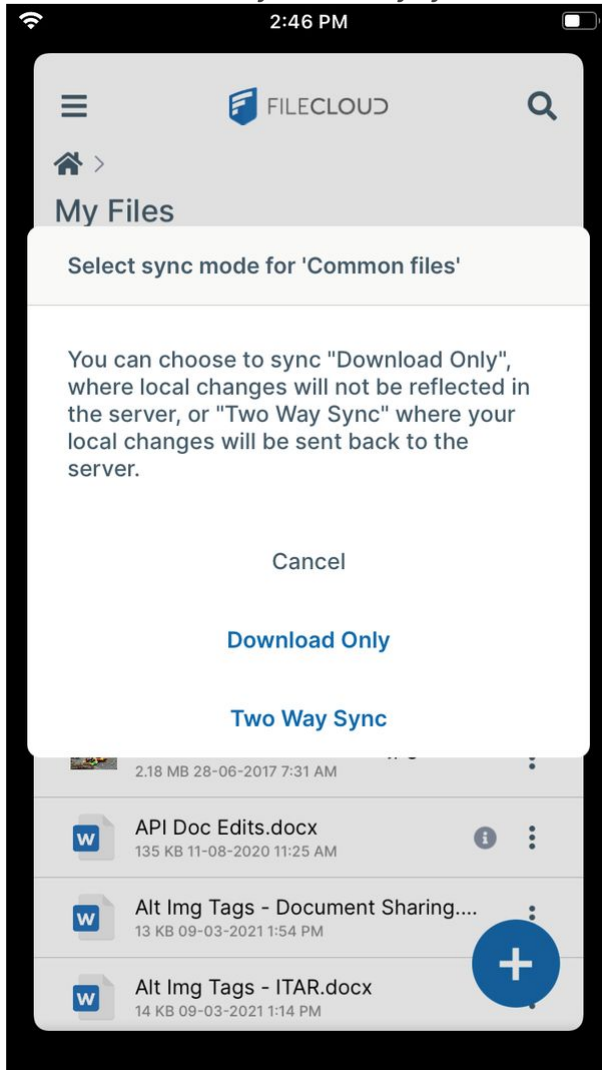 2:46 PM
FILECLOUD
My Files
Select sync mode for 'Common files'
You can choose to sync "Download Only",
where local changes will not be reflected in
the server, or "Two Way Sync" where your
local changes will be sent back to the
server.
Cancel
Download Only
Two Way Sync
2.18 MB 28-06-2017 7:31 AM
W
API Doc Edits.docx
135 KB 11-08-2020 11:25 AM
W
Alt Img Tags - Document Sharing....
13 KB 09-03-2021 1:54 PM
W
Alt Img Tags - ITAR.docx
14 KB 09-03-2021 1:14 PM